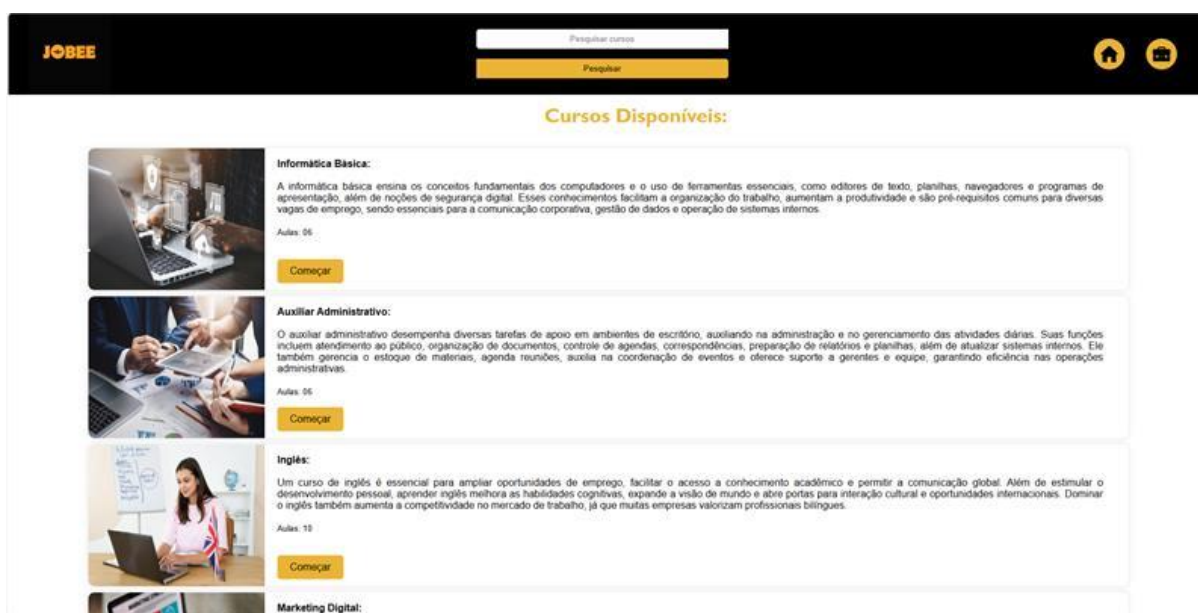 JOBEE
Pesquisar cursos
Pesquisar
Cursos Disponíveis:
Informática Básica:
A informática básica ensina os conceitos fundamentais dos computadores e o uso de ferramentas essenciais, como editores de texto, planilhas, navegadores e programas de
apresentação, além de noções de segurança digital. Esses conhecimentos facilitam a organização do trabalho, aumentam a produtividade e são pré-requisitos comuns para diversas
vagas de emprego, sendo essenciais para a comunicação corporativa, gestão de dados e operação de sistemas internos.
Aulas: 06
Começar
Auxiliar Administrativo:
O auxiliar administrativo desempenha diversas tarefas de apoio em ambientes de escritório, auxiliando na administração e no gerenciamento das atividades diárias. Suas funções
incluem atendimento ao público, organização de documentos, controle de agendas, correspondências, preparação de relatórios e planilhas, além de atualizar sistemas internos. Ele
também gerencia o estoque de materiais, agenda reuniões, auxilia na coordenação de eventos e oferece suporte a gerentes e equipe, garantindo eficiência nas operações
administrativas.
Aulas: 06
Começar
Inglês:
Um curso de inglês é essencial para ampliar oportunidades de emprego, facilitar o acesso a conhecimento acadêmico e permitir a comunicação global. Além de estimular o
desenvolvimento pessoal, aprender inglês melhora as habilidades cognitivas, expande a visão de mundo e abre portas para interação cultural e oportunidades internacionais. Dominar
o inglês também aumenta a competitividade no mercado de trabalho, já que muitas empresas valorizam profissionais bilíngues.
Aulas: 10
Começar
Marketing Digital: